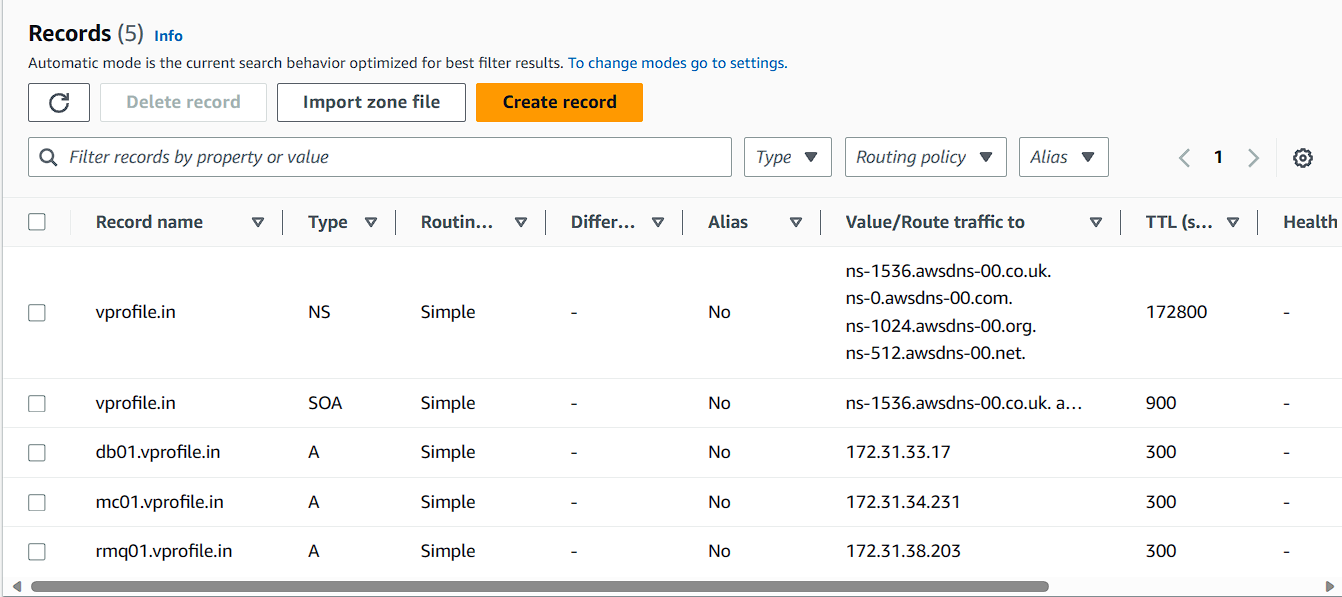 Records (5) Info
Automatic mode is the current search behavior optimized for best filter results. To change modes go to settings.
Delete record Import zone file Create record
Filter records by property or value Type Routing policy Alias 1
Record name Type Routin... Differ... Alias Value/Route traffic to TTL (s... Health
vprofile.in NS Simple - No ns-1536.awsdns-00.co.uk.
ns-0.awsdns-00.com.
ns-1024.awsdns-00.org.
ns-512.awsdns-00.net. 172800 -
vprofile.in SOA Simple - No ns-1536.awsdns-00.co.uk. a... 900 -
db01.vprofile.in A Simple - No 172.31.33.17 300 -
mc01.vprofile.in A Simple - No 172.31.34.231 300 -
rmq01.vprofile.in A Simple - No 172.31.38.203 300 -